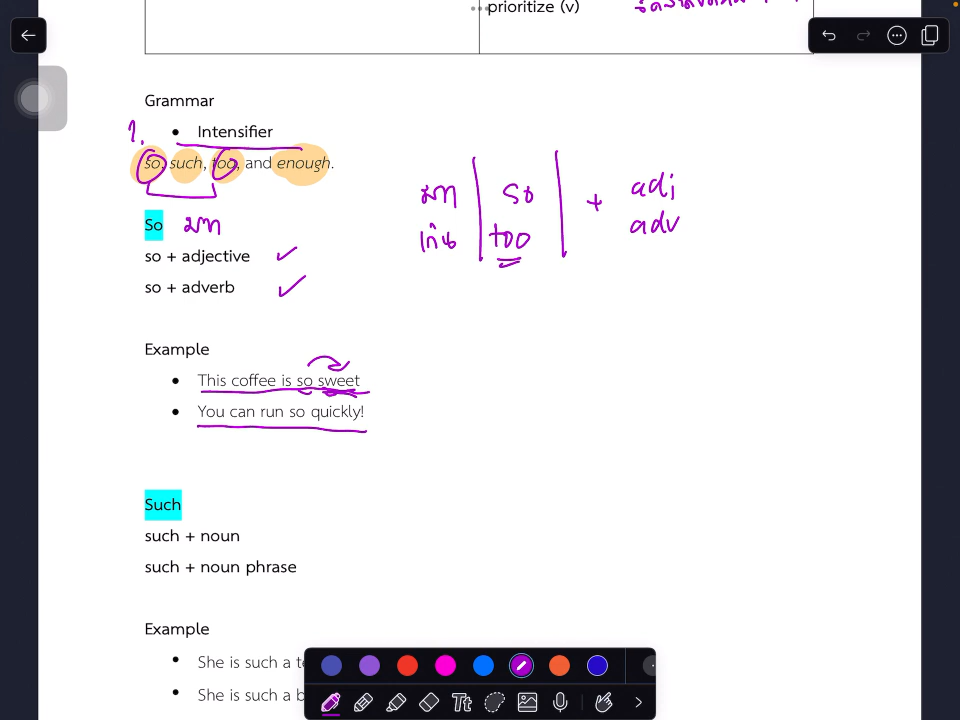 prioritize (v)
Grammar
1.
• Intensifier
so, such, too, and enough.
มาก so + adj
เกิน too adv
So มาก
so + adjective ✓
so + adverb ✓
Example
• This coffee is so sweet
• You can run so quickly!
Such
such + noun
such + noun phrase
Example
• She is such a
• She is such a
Tt